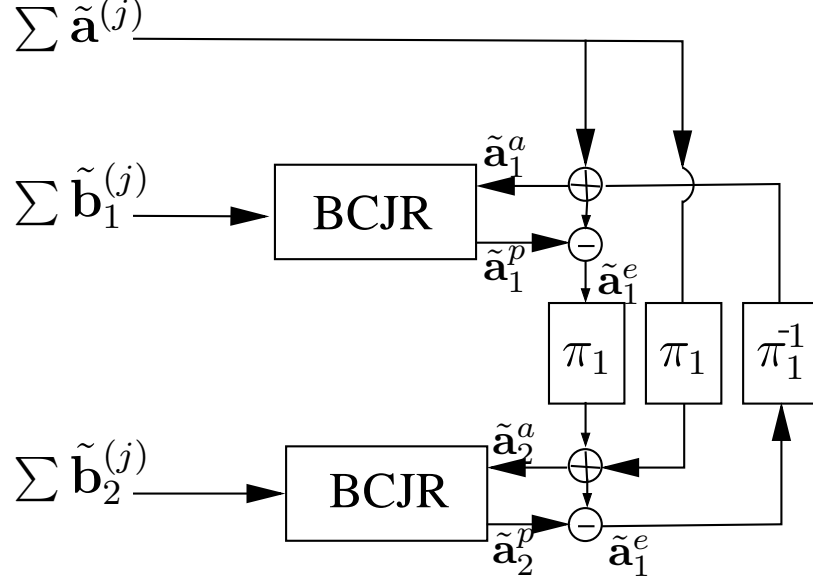 ∑ ã^(j)
ã_1^a
∑ b̃_1^(j)
BCJR
ã_1^p
ã_1^e
π_1
π_1
π_1^-1
ã_2^a
∑ b̃_2^(j)
BCJR
ã_2^p
ã_1^e